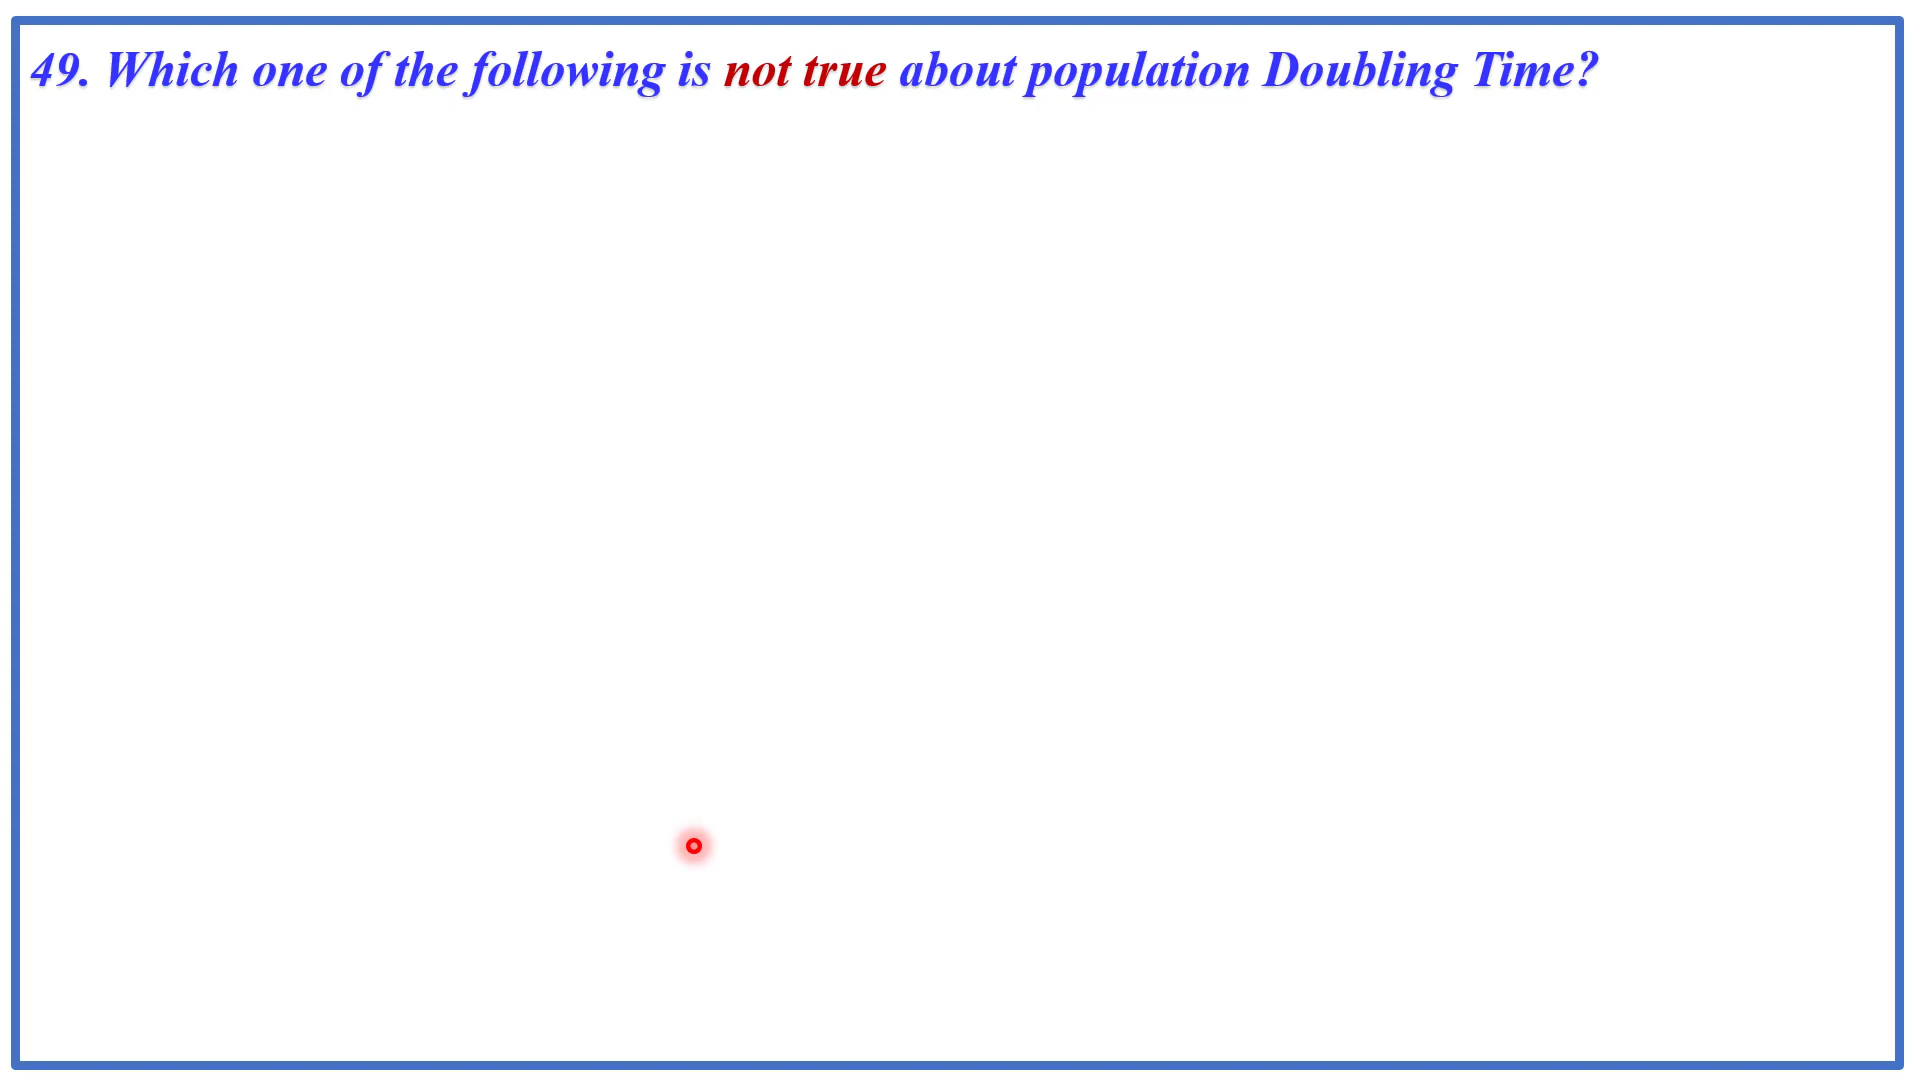 49. Which one of the following is not true about population Doubling Time?